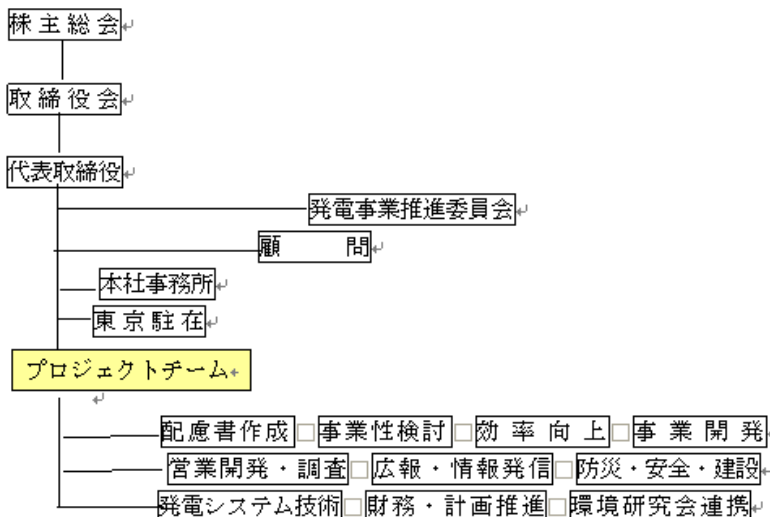 株主総会
取締役会
代表取締役
発電事業推進委員会
顧　問
本社事務所
東京駐在
プロジェクトチーム
配慮書作成 事業性検討 効率向上 事業開発
営業開発・調査 広報・情報発信 防災・安全・建設
発電システム技術 財務・計画推進 環境研究会連携